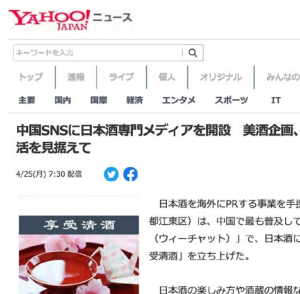 YAHOO!ニュース
JAPAN
キーワードを入力
トップ 速報 ライブ 個人 オリジナル みんなの
主要 国内 国際 経済 エンタメ スポーツ IT
中国SNSに日本酒専門メディアを開設 美酒企画、
活を見据えて
4/25(月) 7:30 配信
享受清酒
日本酒を海外にPRする事業を手
都江東区）は、中国で最も普及して
（ウィーチャット）」で、日本酒に
受清酒」を立ち上げた。
日本酒の楽しみ方や酒蔵の情報な